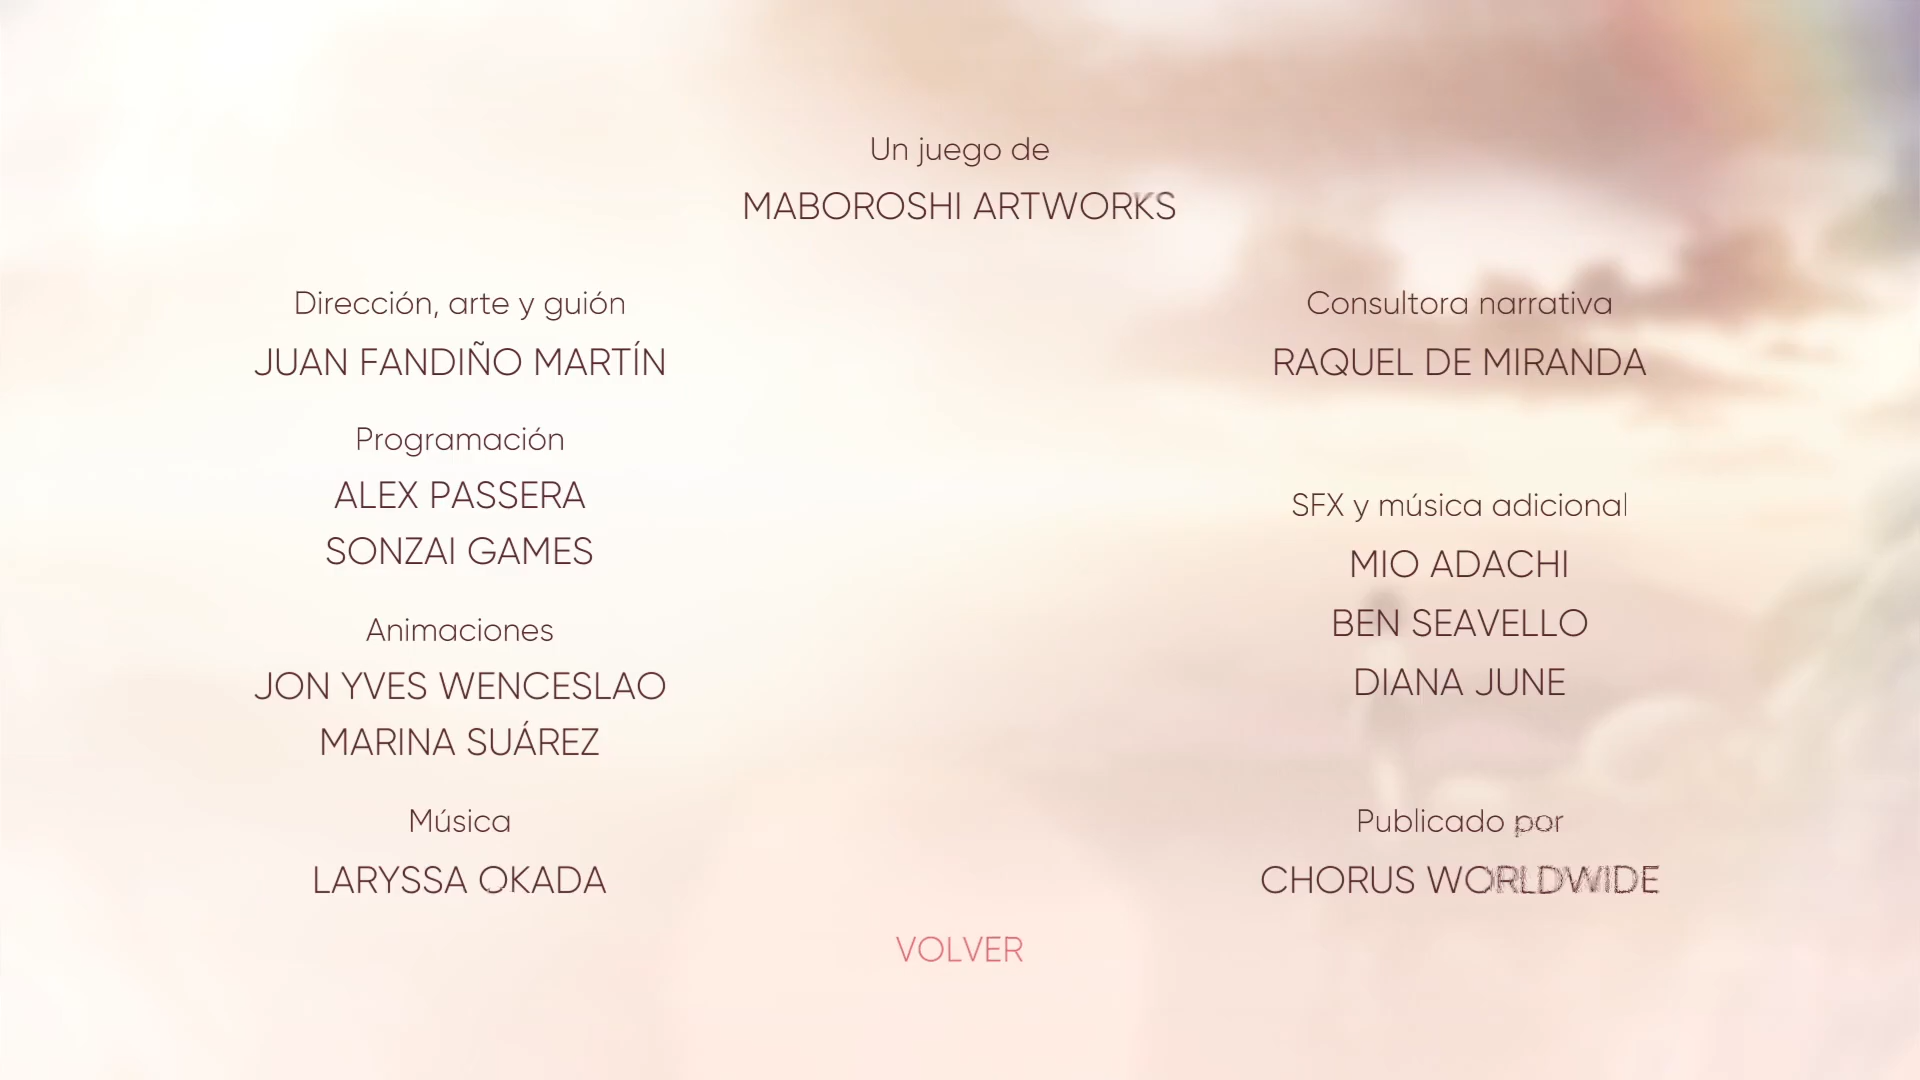 Un juego de
MABOROSHI ARTWORKS
Dirección, arte y guión
JUAN FANDIÑO MARTÍN
Programación
ALEX PASSERA
SONZAI GAMES
Animaciones
JON YVES WENCESLAO
MARINA SUÁREZ
Música
LARYSSA OKADA
Consultora narrativa
RAQUEL DE MIRANDA
SFX y música adicional
MIO ADACHI
BEN SEAVELLO
DIANA JUNE
Publicado por
CHORUS WORLDWIDE
VOLVER